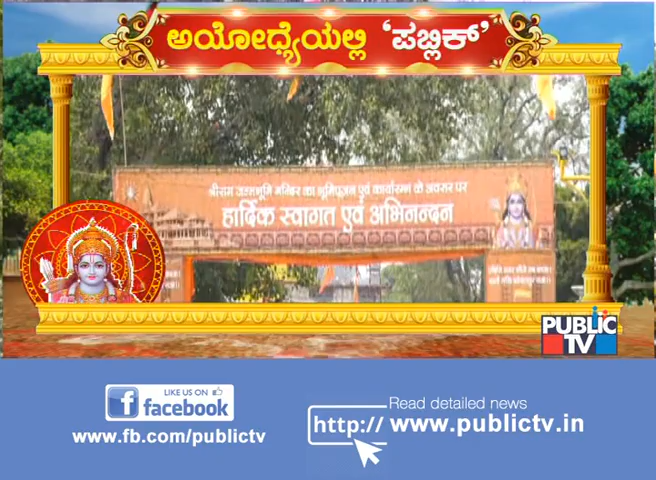 ಅಯೋಧ್ಯೆಯಲ್ಲಿ ‘ಪಬ್ಲಿಕ್’
श्रीराम जन्मभूमि मन्दिर का भूमिपूजन एवं कार्यारम्भ के अवसर पर
हार्दिक स्वागत एवं अभिनन्दन
PUBLIC
TV
LIKE US ON
facebook
www.fb.com/publictv
Read detailed news
http:// www.publictv.in